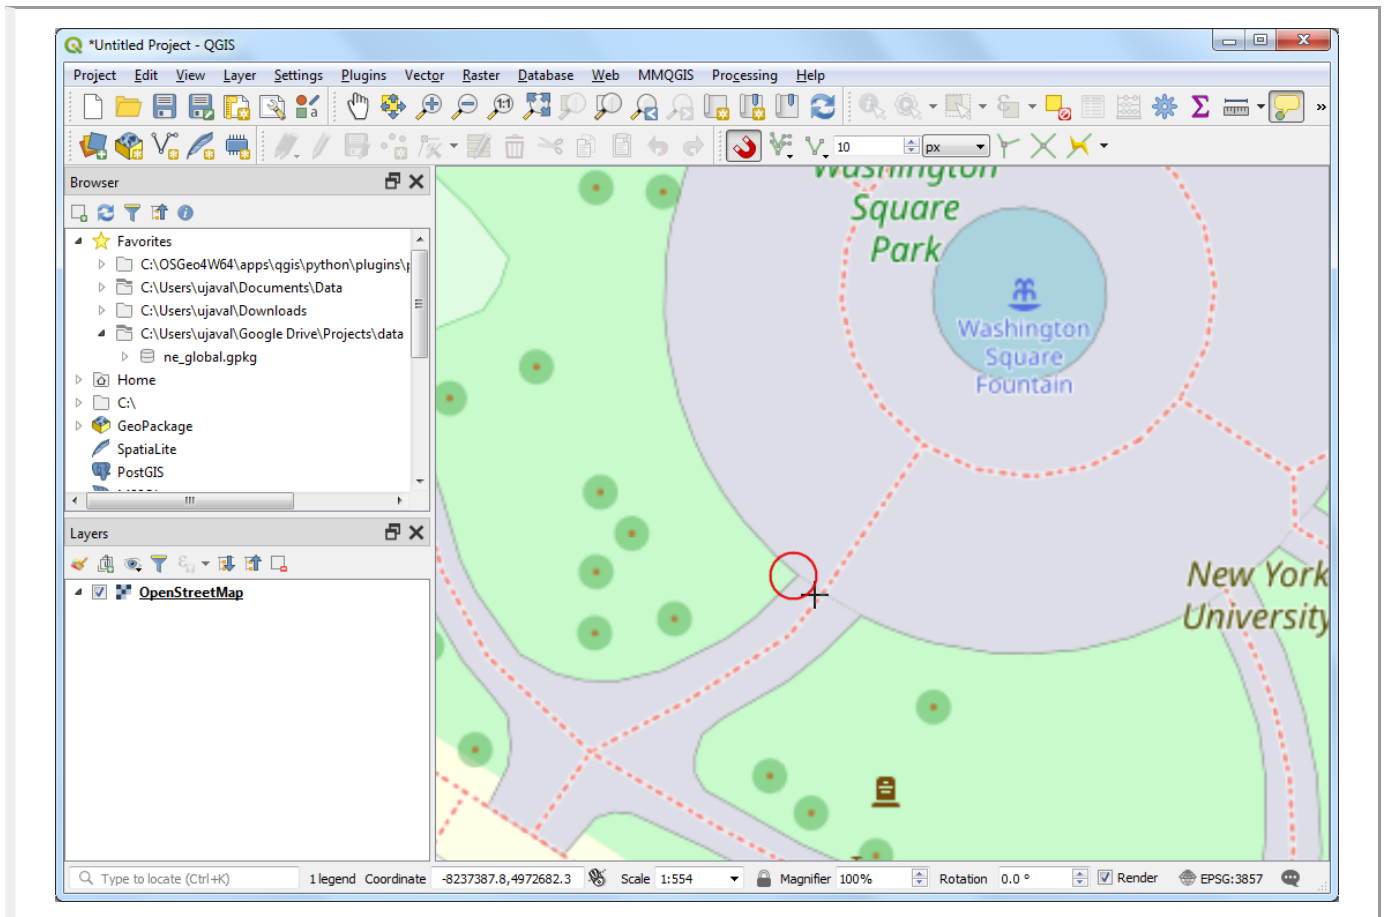 *Untitled Project - QGIS
Project Edit View Layer Settings Plugins Vector Raster Database Web MMQGIS Processing Help
1:1
a
»
10
px
Browser
Favorites
C:\OSGeo4W64\apps\qgis\python\plugins\
C:\Users\ujaval\Documents\Data
C:\Users\ujaval\Downloads
C:\Users\ujaval\Google Drive\Projects\data
ne_global.gpkg
Home
C:\
GeoPackage
SpatiaLite
PostGIS
Layers
OpenStreetMap
Washington
Square
Park
Washington
Square
Fountain
New York
University
Type to locate (Ctrl+K) 1 legend Coordinate -8237387.8,4972682.3 Scale 1:554 Magnifier 100% Rotation 0.0 ° Render EPSG:3857